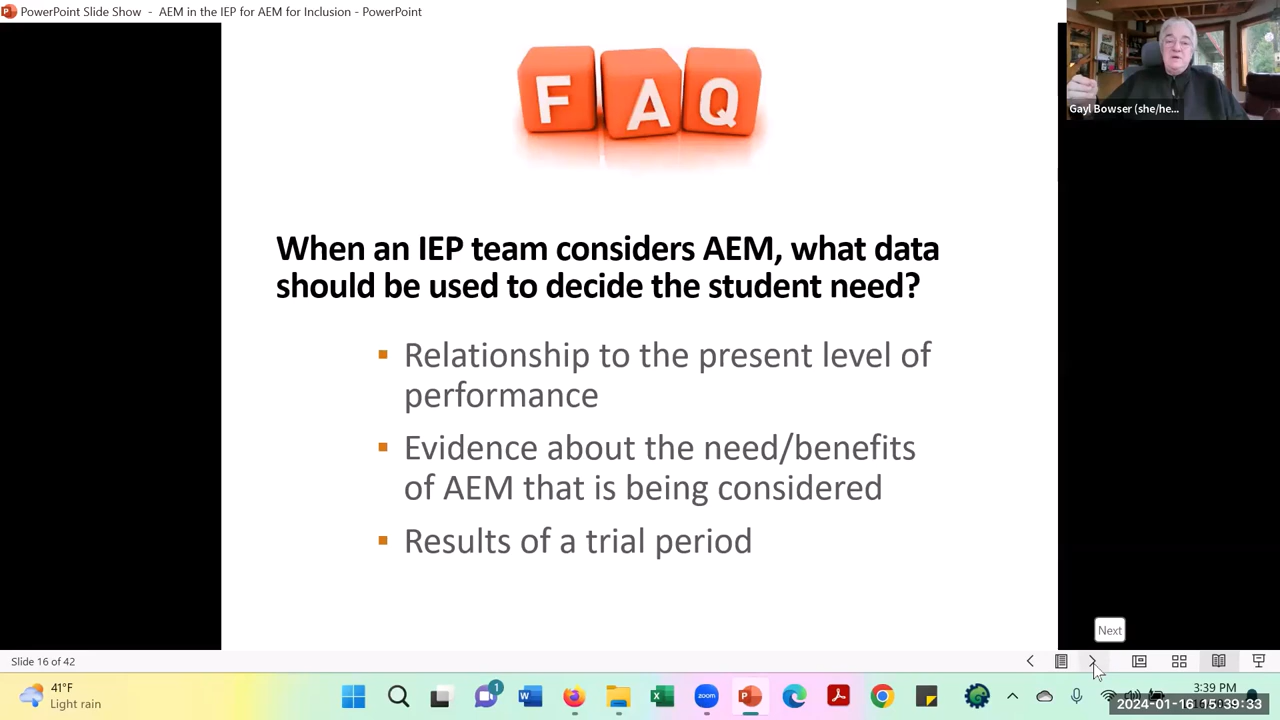 PowerPoint Slide Show - AEM in the IEP for AEM for Inclusion - PowerPoint
Gayl Bowser (she/he...
F A Q
When an IEP team considers AEM, what data
should be used to decide the student need?
▪ Relationship to the present level of
performance
▪ Evidence about the need/benefits
of AEM that is being considered
▪ Results of a trial period
Next
Slide 16 of 42
41°F
Light rain
1
zoom
3:39 PM
2024-01-16 15:39:33